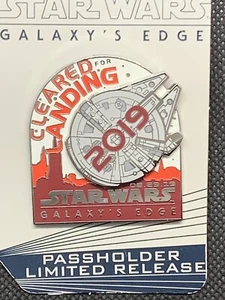 STAR WARS
GALAXY'S EDGE
CLEARED FOR
LANDING
2019
STAR WARS
GALAXY'S EDGE
PASSHOLDER
LIMITED RELEASE